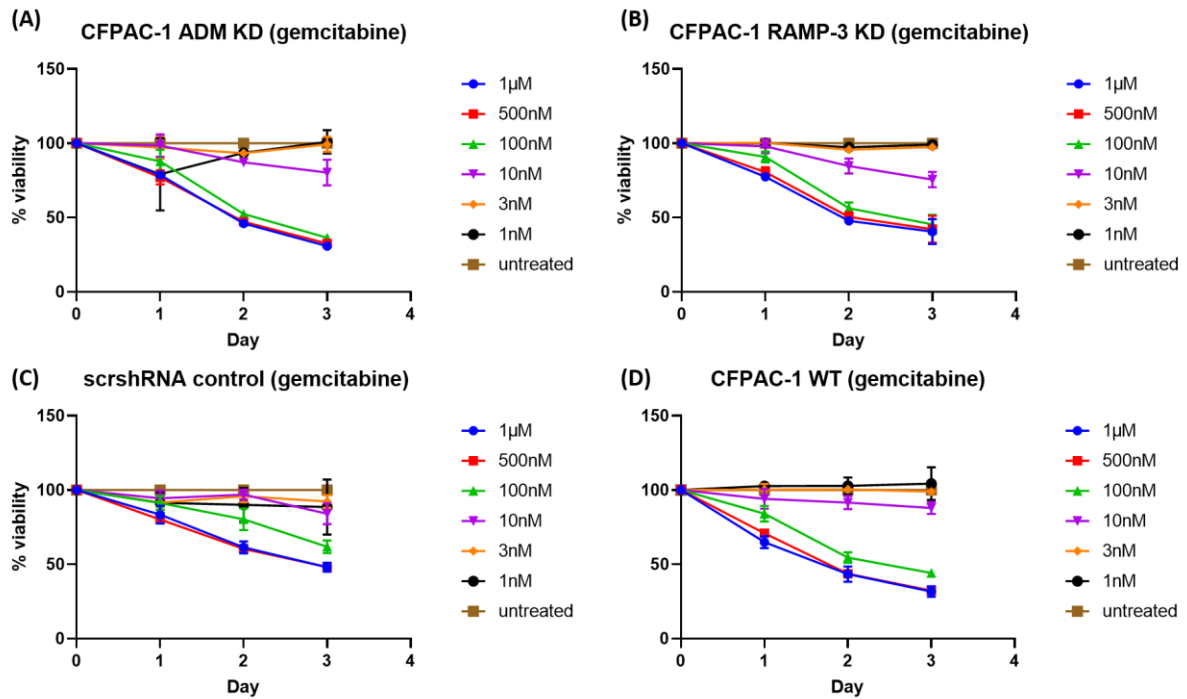 (A)
CFPAC-1 ADM KD (gemcitabine)
150
100
50
0
% viability
0 1 2 3 4
Day
1μM
500nM
100nM
10nM
3nM
1nM
untreated
(B)
CFPAC-1 RAMP-3 KD (gemcitabine)
150
100
50
0
% viability
0 1 2 3 4
Day
1μM
500nM
100nM
10nM
3nM
1nM
untreated
(C)
scrshRNA control (gemcitabine)
150
100
50
0
% viability
0 1 2 3 4
Day
1μM
500nM
100nM
10nM
3nM
1nM
untreated
(D)
CFPAC-1 WT (gemcitabine)
150
100
50
0
% viability
0 1 2 3 4
Day
1μM
500nM
100nM
10nM
3nM
1nM
untreated